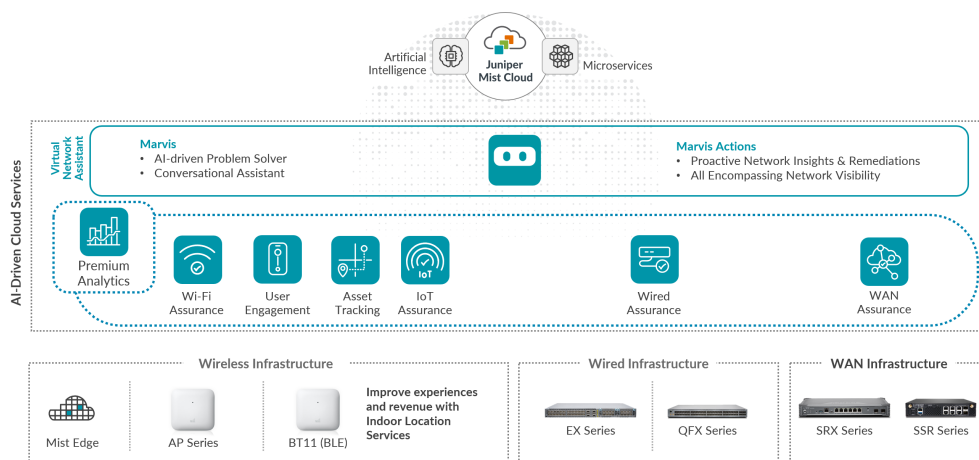 Artificial
Intelligence
Juniper
Mist Cloud
Microservices
AI-Driven Cloud Services
Virtual
Network
Assistant
Marvis
• AI-driven Problem Solver
• Conversational Assistant
Marvis Actions
• Proactive Network Insights & Remediations
• All Encompassing Network Visibility
Premium
Analytics
Wi-Fi
Assurance
User
Engagement
Asset
Tracking
IoT
IoT
Assurance
Wired
Assurance
WAN
Assurance
Wireless Infrastructure
Mist Edge
AP Series
BT11 (BLE)
Improve experiences
and revenue with
Indoor Location
Services
Wired Infrastructure
EX Series
QFX Series
WAN Infrastructure
SRX Series
SSR Series